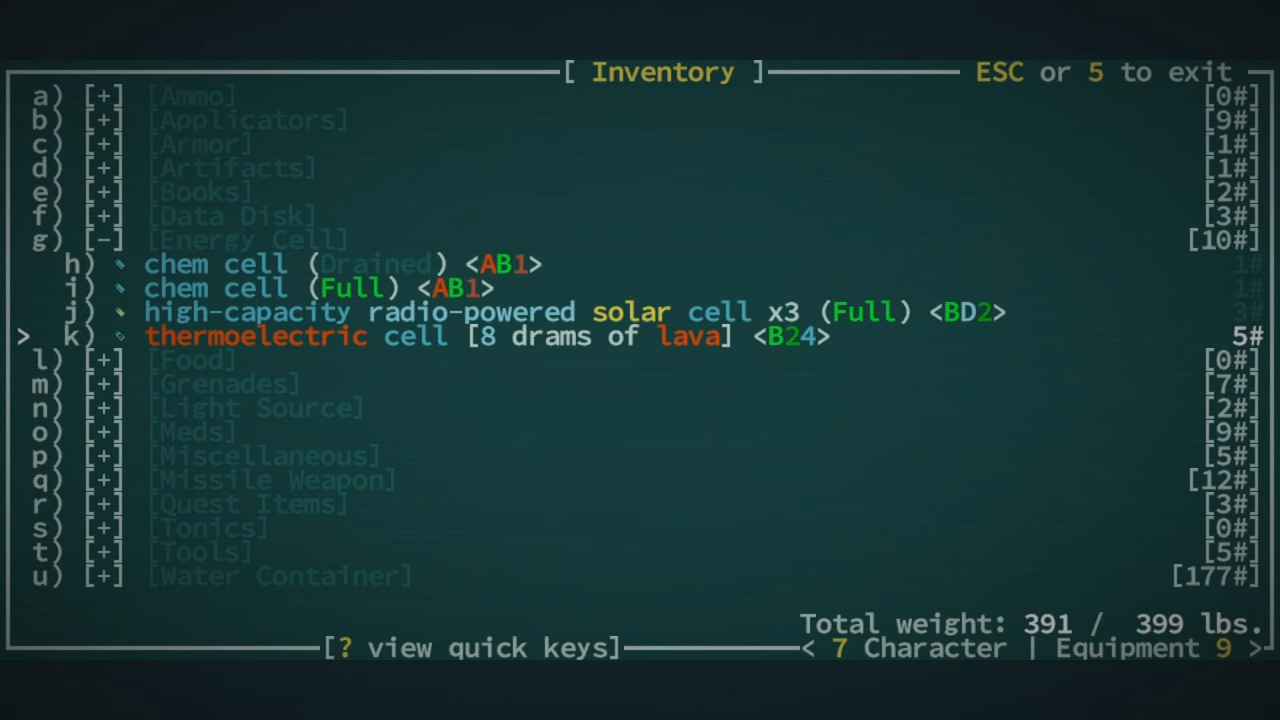 [ Inventory ] ESC or 5 to exit
a) [+] [Ammo] [0#]
b) [+] [Applicators] [9#]
c) [+] [Armor] [1#]
d) [+] [Artifacts] [1#]
e) [+] [Books] [2#]
f) [+] [Data Disk] [3#]
g) [-] [Energy Cell] [10#]
h) chem cell (Drained) <AB1> 1#
i) chem cell (Full) <AB1> 1#
j) high-capacity radio-powered solar cell x3 (Full) <BD2> 3#
> k) thermoelectric cell [8 drams of lava] <B24> 5#
l) [+] [Food] [0#]
m) [+] [Grenades] [7#]
n) [+] [Light Source] [2#]
o) [+] [Meds] [9#]
p) [+] [Miscellaneous] [5#]
q) [+] [Missile Weapon] [12#]
r) [+] [Quest Items] [3#]
s) [+] [Tonics] [0#]
t) [+] [Tools] [5#]
u) [+] [Water Container] [177#]
Total weight: 391 / 399 lbs.
[? view quick keys] < 7 Character | Equipment 9 >